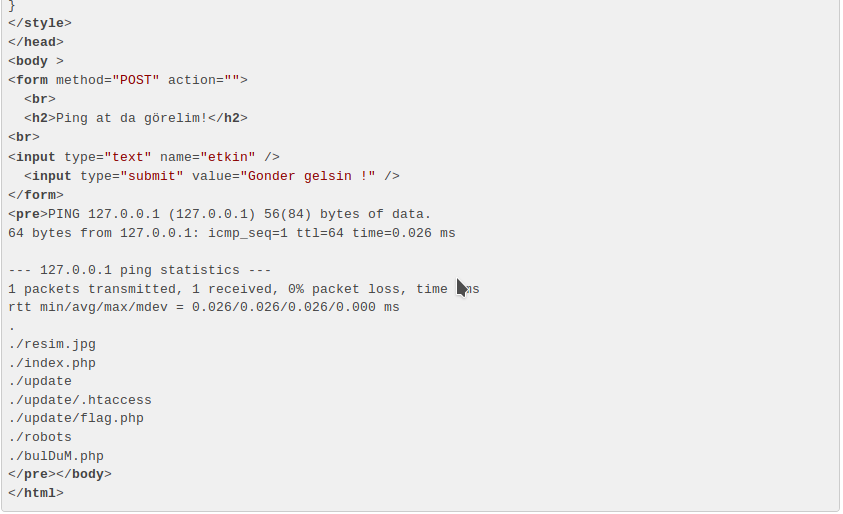 }
</style>
</head>
<body >
<form method="POST" action="">
<br>
<h2>Ping at da görelim!</h2>
<br>
<input type="text" name="etkin" />
<input type="submit" value="Gonder gelsin !" />
</form>
<pre>PING 127.0.0.1 (127.0.0.1) 56(84) bytes of data.
64 bytes from 127.0.0.1: icmp_seq=1 ttl=64 time=0.026 ms
--- 127.0.0.1 ping statistics ---
1 packets transmitted, 1 received, 0% packet loss, time ms
rtt min/avg/max/mdev = 0.026/0.026/0.026/0.000 ms
.
./resim.jpg
./index.php
./update
./update/.htaccess
./update/flag.php
./robots
./bulDuM.php
</pre></body>
</html>